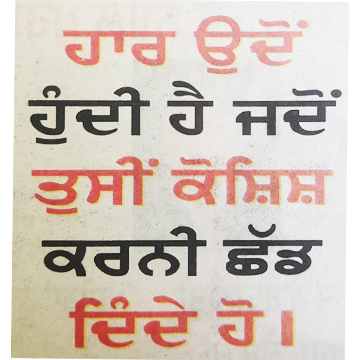 ਹਾਰ ਉਦੋਂ
ਹੁੰਦੀ ਹੈ ਜਦੋਂ
ਤੁਸੀਂ ਕੋਸ਼ਿਸ਼
ਕਰਨੀ ਛੱਡ
ਦਿੰਦੇ ਹੋ।